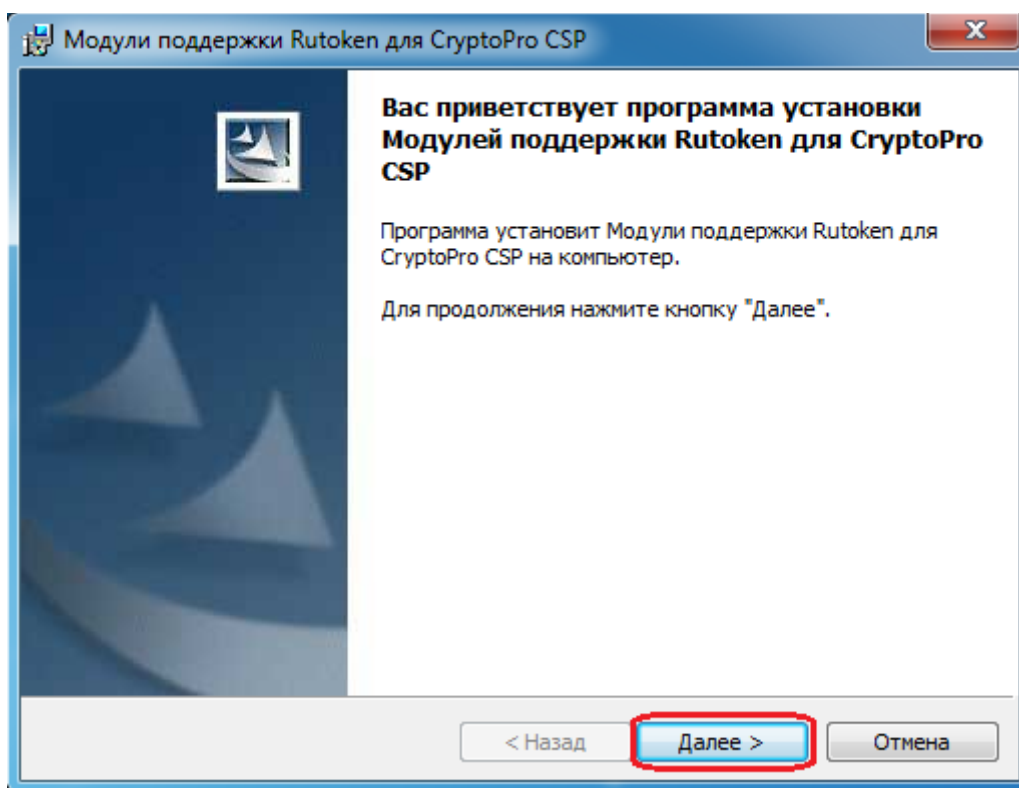 Модули поддержки Rutoken для CryptoPro CSP
Вас приветствует программа установки
Модулей поддержки Rutoken для CryptoPro
CSP
Программа установит Модули поддержки Rutoken для
CryptoPro CSP на компьютер.
Для продолжения нажмите кнопку "Далее".
< Назад
Далее >
Отмена